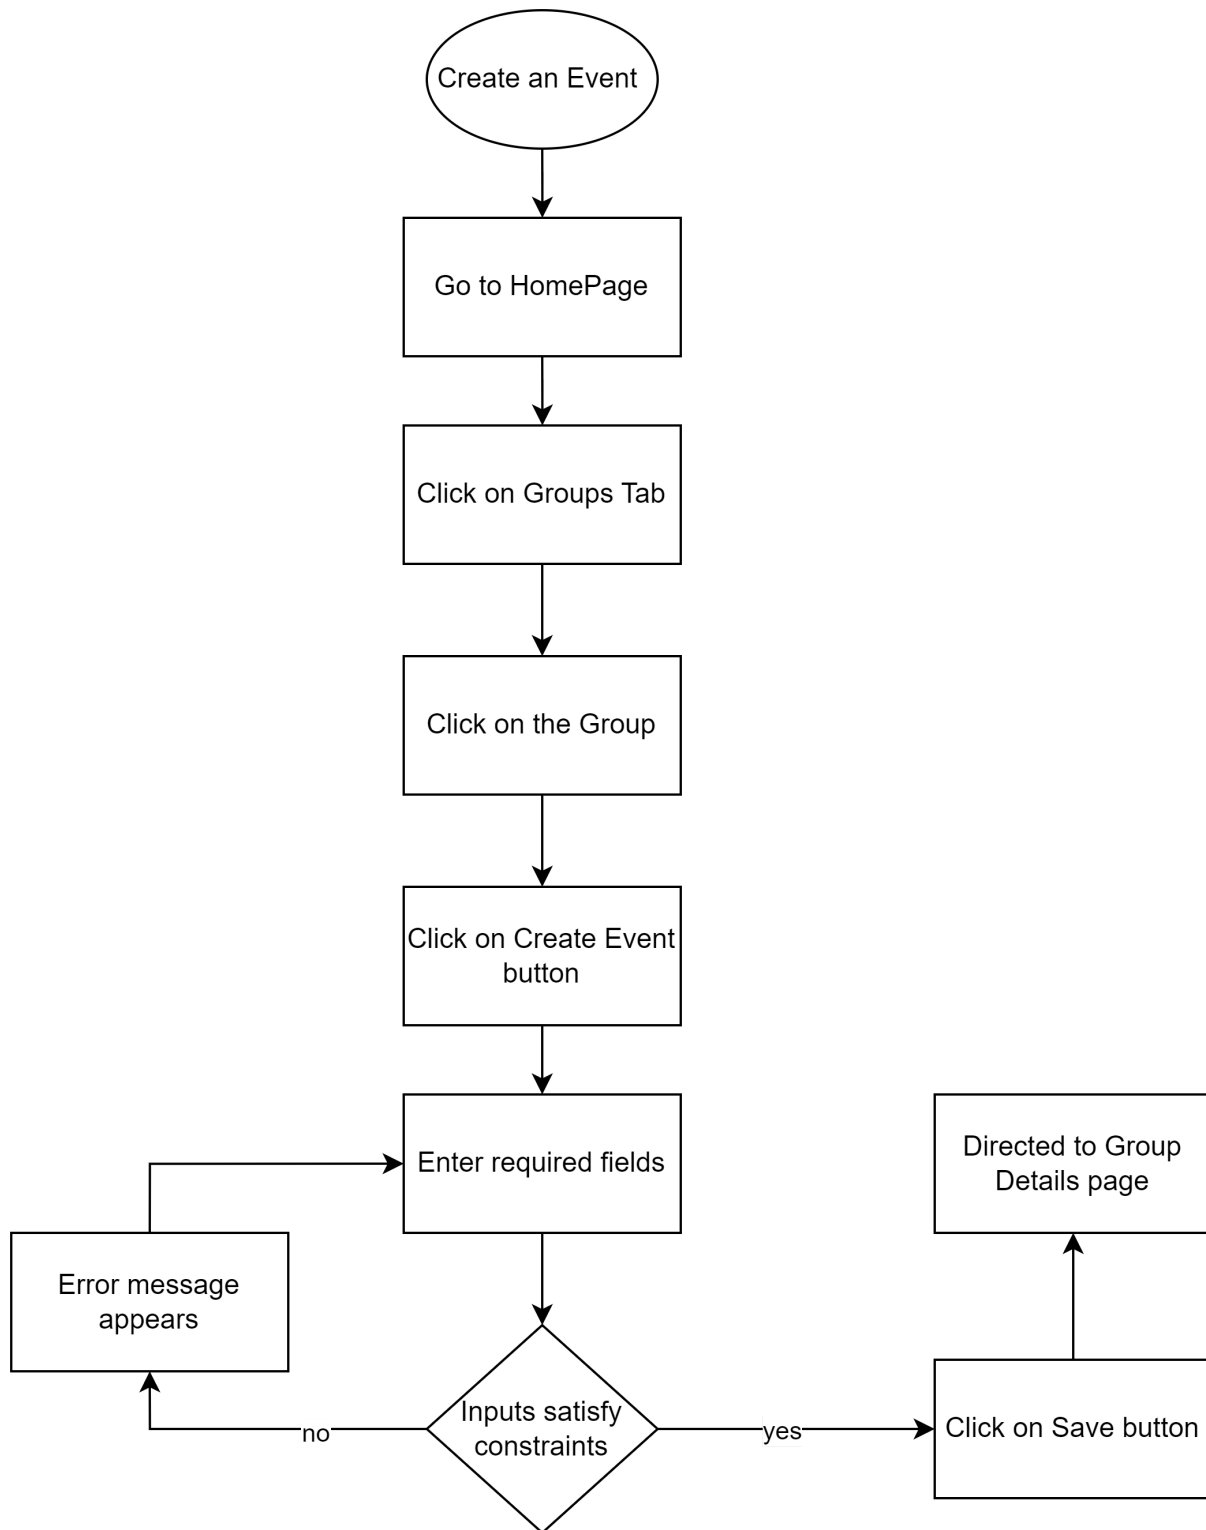 Create an Event
Go to HomePage
Click on Groups Tab
Click on the Group
Click on Create Event
button
Enter required fields
Directed to Group
Details page
Error message
appears
Inputs satisfy
constraints
no
yes
Click on Save button